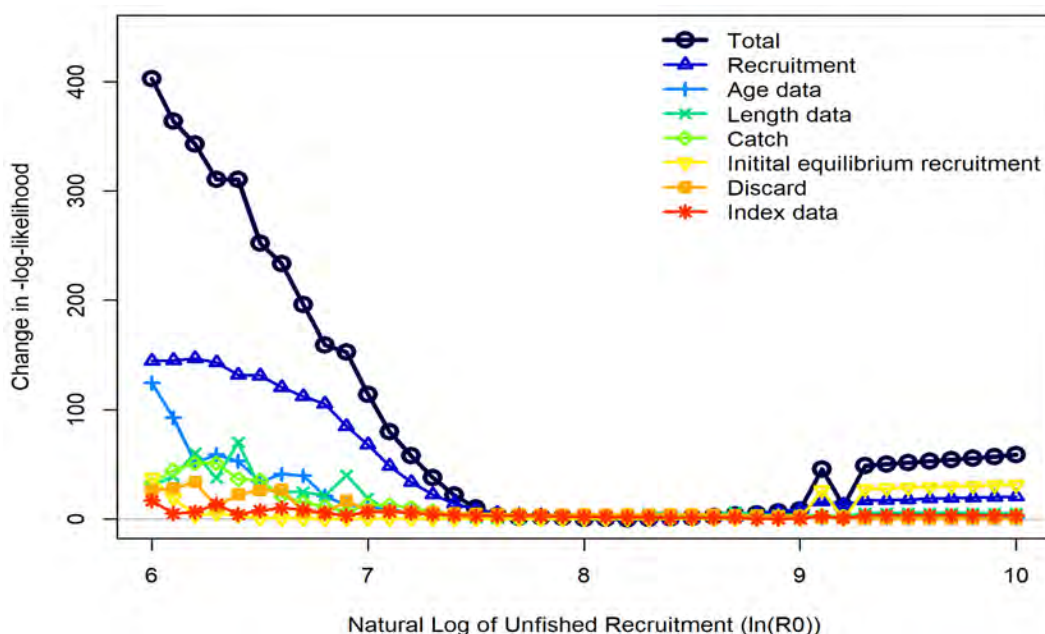 Total
Recruitment
Age data
Length data
Catch
Initital equilibrium recruitment
Discard
Index data
Change in -log-likelihood
400
300
200
100
0
6 7 8 9 10
Natural Log of Unfished Recruitment (ln(R0))